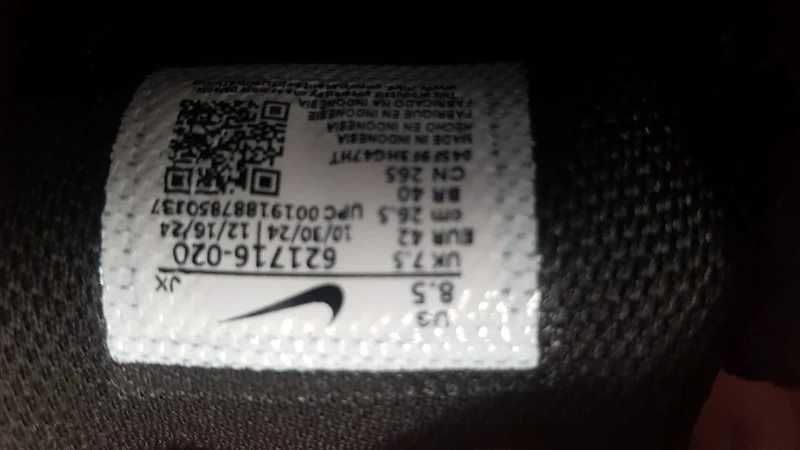 US
8.5
JX
UK 7.5
621716-020
EUR 42
10/30/24 | 12/16/24
cm 26.5
UPC 00191887850137
BR 40
CN 265
MADE IN INDONESIA
HECHO EN INDONESIA
FABRIQUE EN INDONESIE
FABRICADO NA INDONESIA